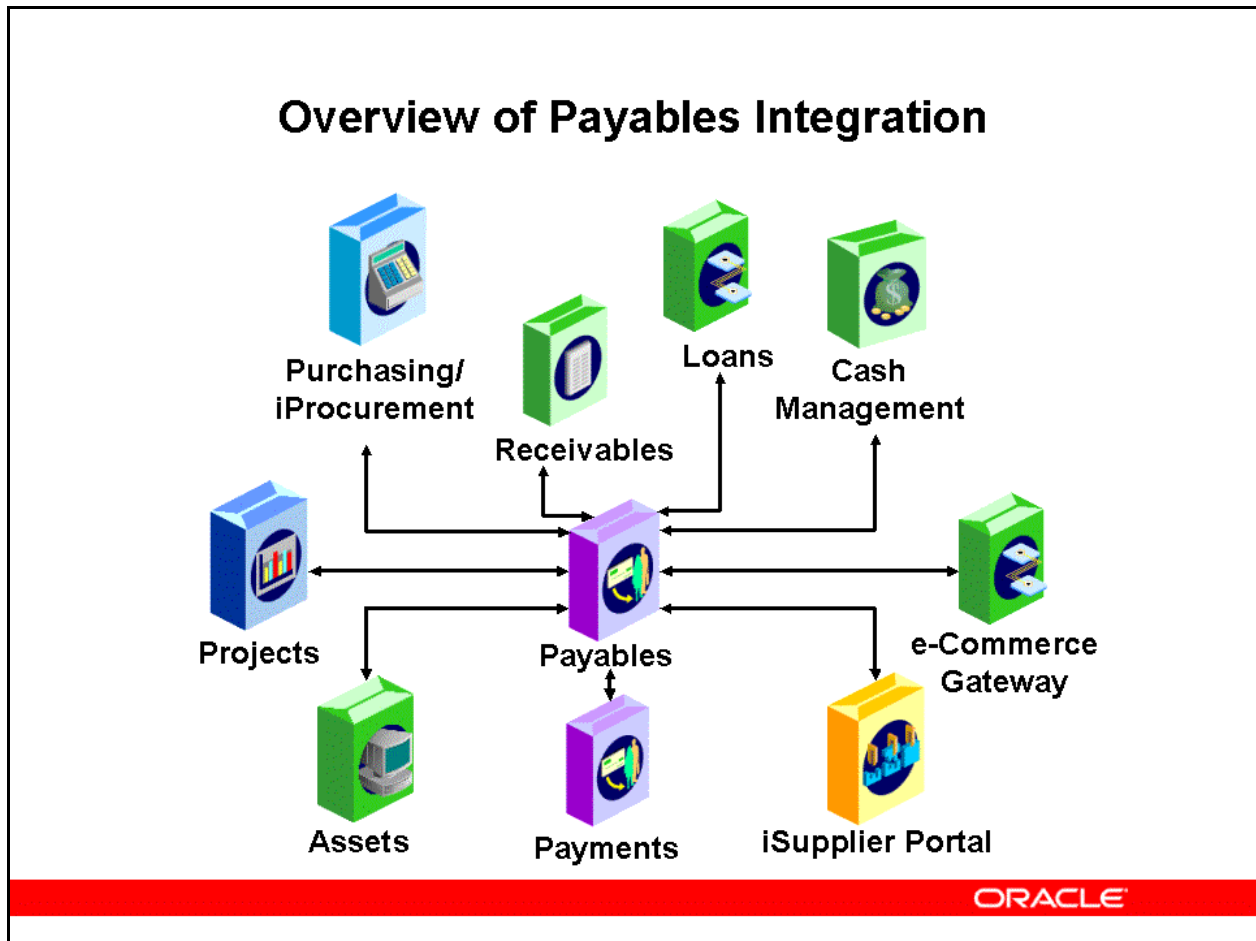 Overview of Payables Integration
Purchasing/
iProcurement
Receivables
Loans
Cash
Management
Projects
Payables
e-Commerce
Gateway
Assets
Payments
iSupplier Portal
ORACLE